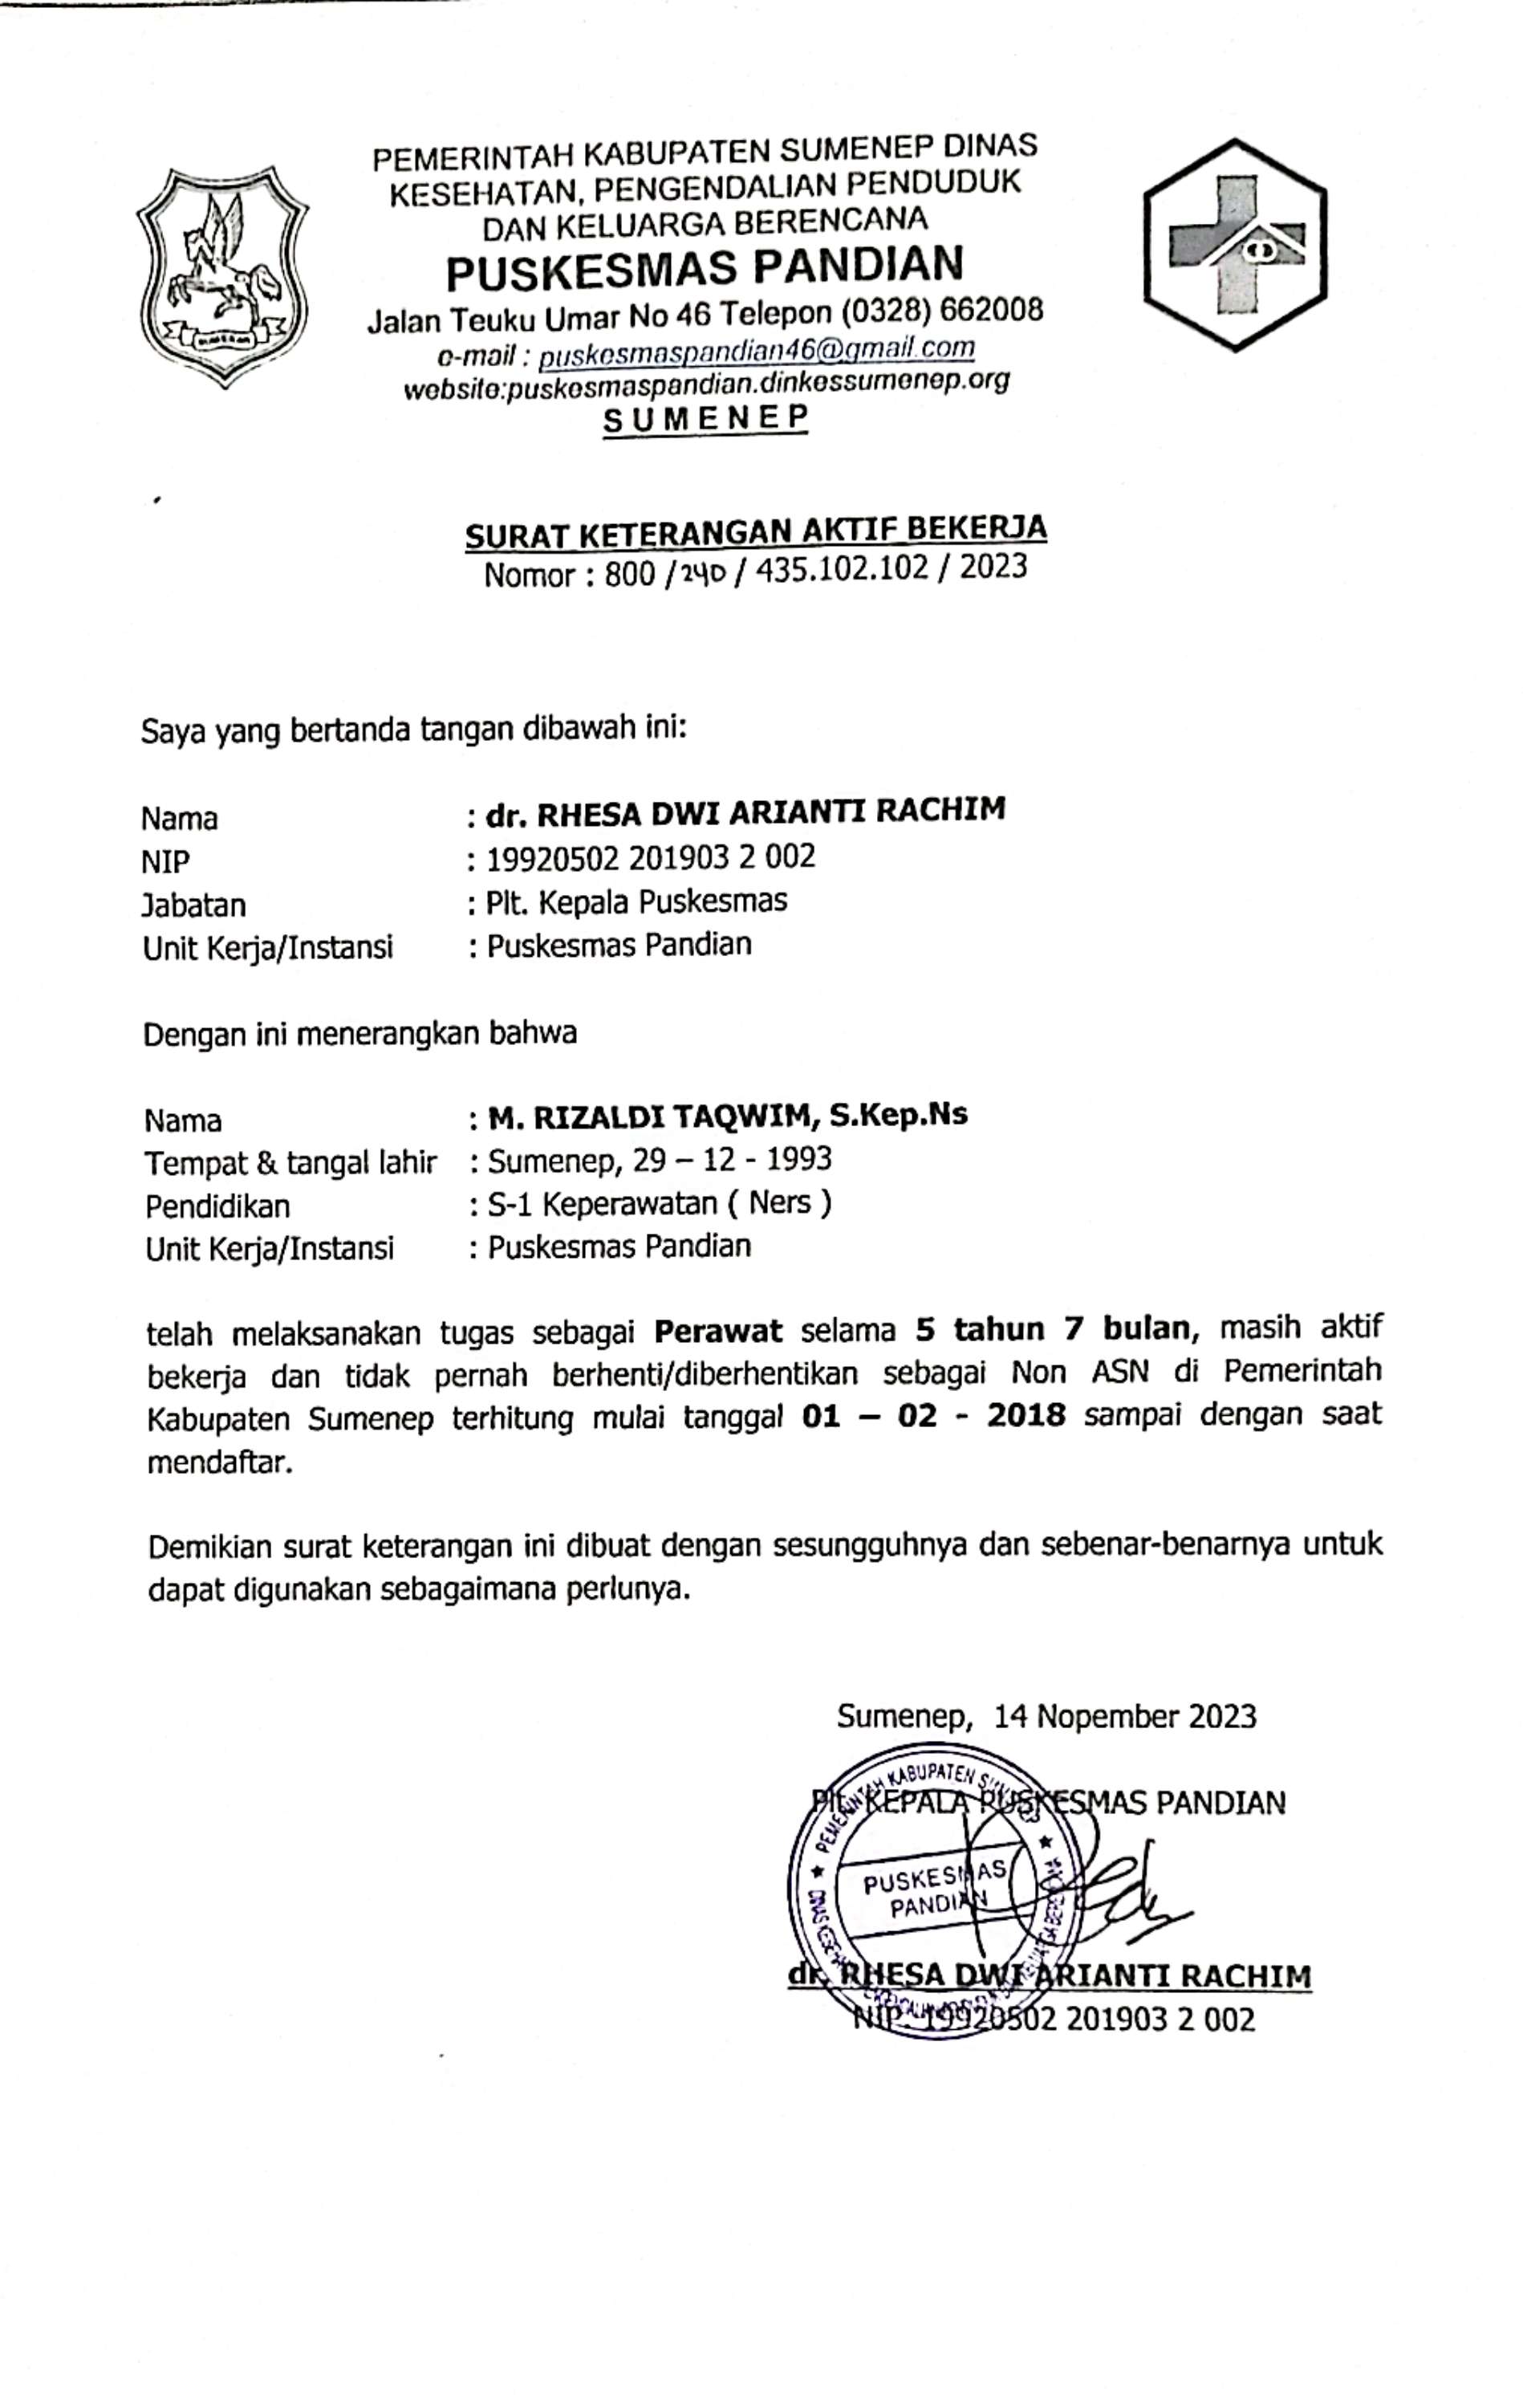 PEMERINTAH KABUPATEN SUMENEP DINAS
KESEHATAN, PENGENDALIAN PENDUDUK
DAN KELUARGA BERENCANA
PUSKESMAS PANDIAN
Jalan Teuku Umar No 46 Telepon (0328) 662008
e-mail : puskesmaspandian46@gmail.com
website:puskesmaspandian.dinkessumenep.org
SUMENEP
SURAT KETERANGAN AKTIF BEKERJA
Nomor : 800 / 240 / 435.102.102 / 2023
Saya yang bertanda tangan dibawah ini:
Nama : dr. RHESA DWI ARIANTI RACHIM
NIP : 19920502 201903 2 002
Jabatan : Plt. Kepala Puskesmas
Unit Kerja/Instansi : Puskesmas Pandian
Dengan ini menerangkan bahwa
Nama : M. RIZALDI TAQWIM, S.Kep.Ns
Tempat & tangal lahir : Sumenep, 29 – 12 - 1993
Pendidikan : S-1 Keperawatan ( Ners )
Unit Kerja/Instansi : Puskesmas Pandian
telah melaksanakan tugas sebagai Perawat selama 5 tahun 7 bulan, masih aktif
bekerja dan tidak pernah berhenti/diberhentikan sebagai Non ASN di Pemerintah
Kabupaten Sumenep terhitung mulai tanggal 01 – 02 - 2018 sampai dengan saat
mendaftar.
Demikian surat keterangan ini dibuat dengan sesungguhnya dan sebenar-benarnya untuk
dapat digunakan sebagaimana perlunya.
Sumenep, 14 Nopember 2023
Plt. KEPALA PUSKESMAS PANDIAN
PEMERINTAH KABUPATEN SUMENEP
PUSKESMAS
PANDIAN
dr. RHESA DWI ARIANTI RACHIM
NIP. 19920502 201903 2 002